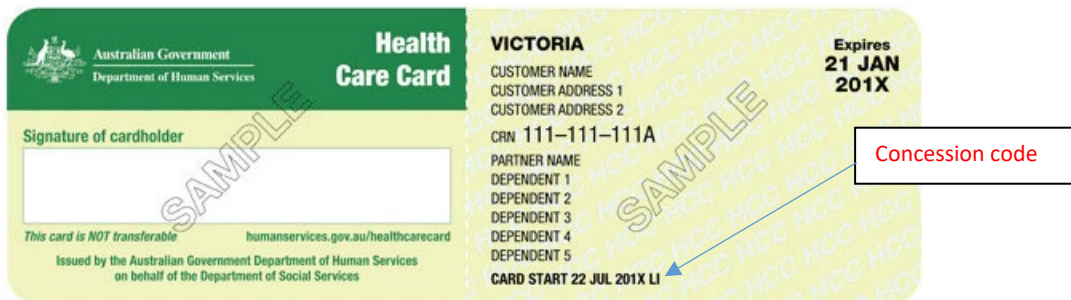 Australian Government
Department of Human Services
Health
Care Card
Signature of cardholder
SAMPLE
This card is NOT transferable
humanservices.gov.au/healthcarecard
Issued by the Australian Government Department of Human Services
on behalf of the Department of Social Services
VICTORIA
Expires
21 JAN
201X
CUSTOMER NAME
CUSTOMER ADDRESS 1
CUSTOMER ADDRESS 2
CRN 111–111–111A
PARTNER NAME
DEPENDENT 1
DEPENDENT 2
DEPENDENT 3
DEPENDENT 4
DEPENDENT 5
CARD START 22 JUL 201X LI
SAMPLE
HCC HCC HCC
Concession code